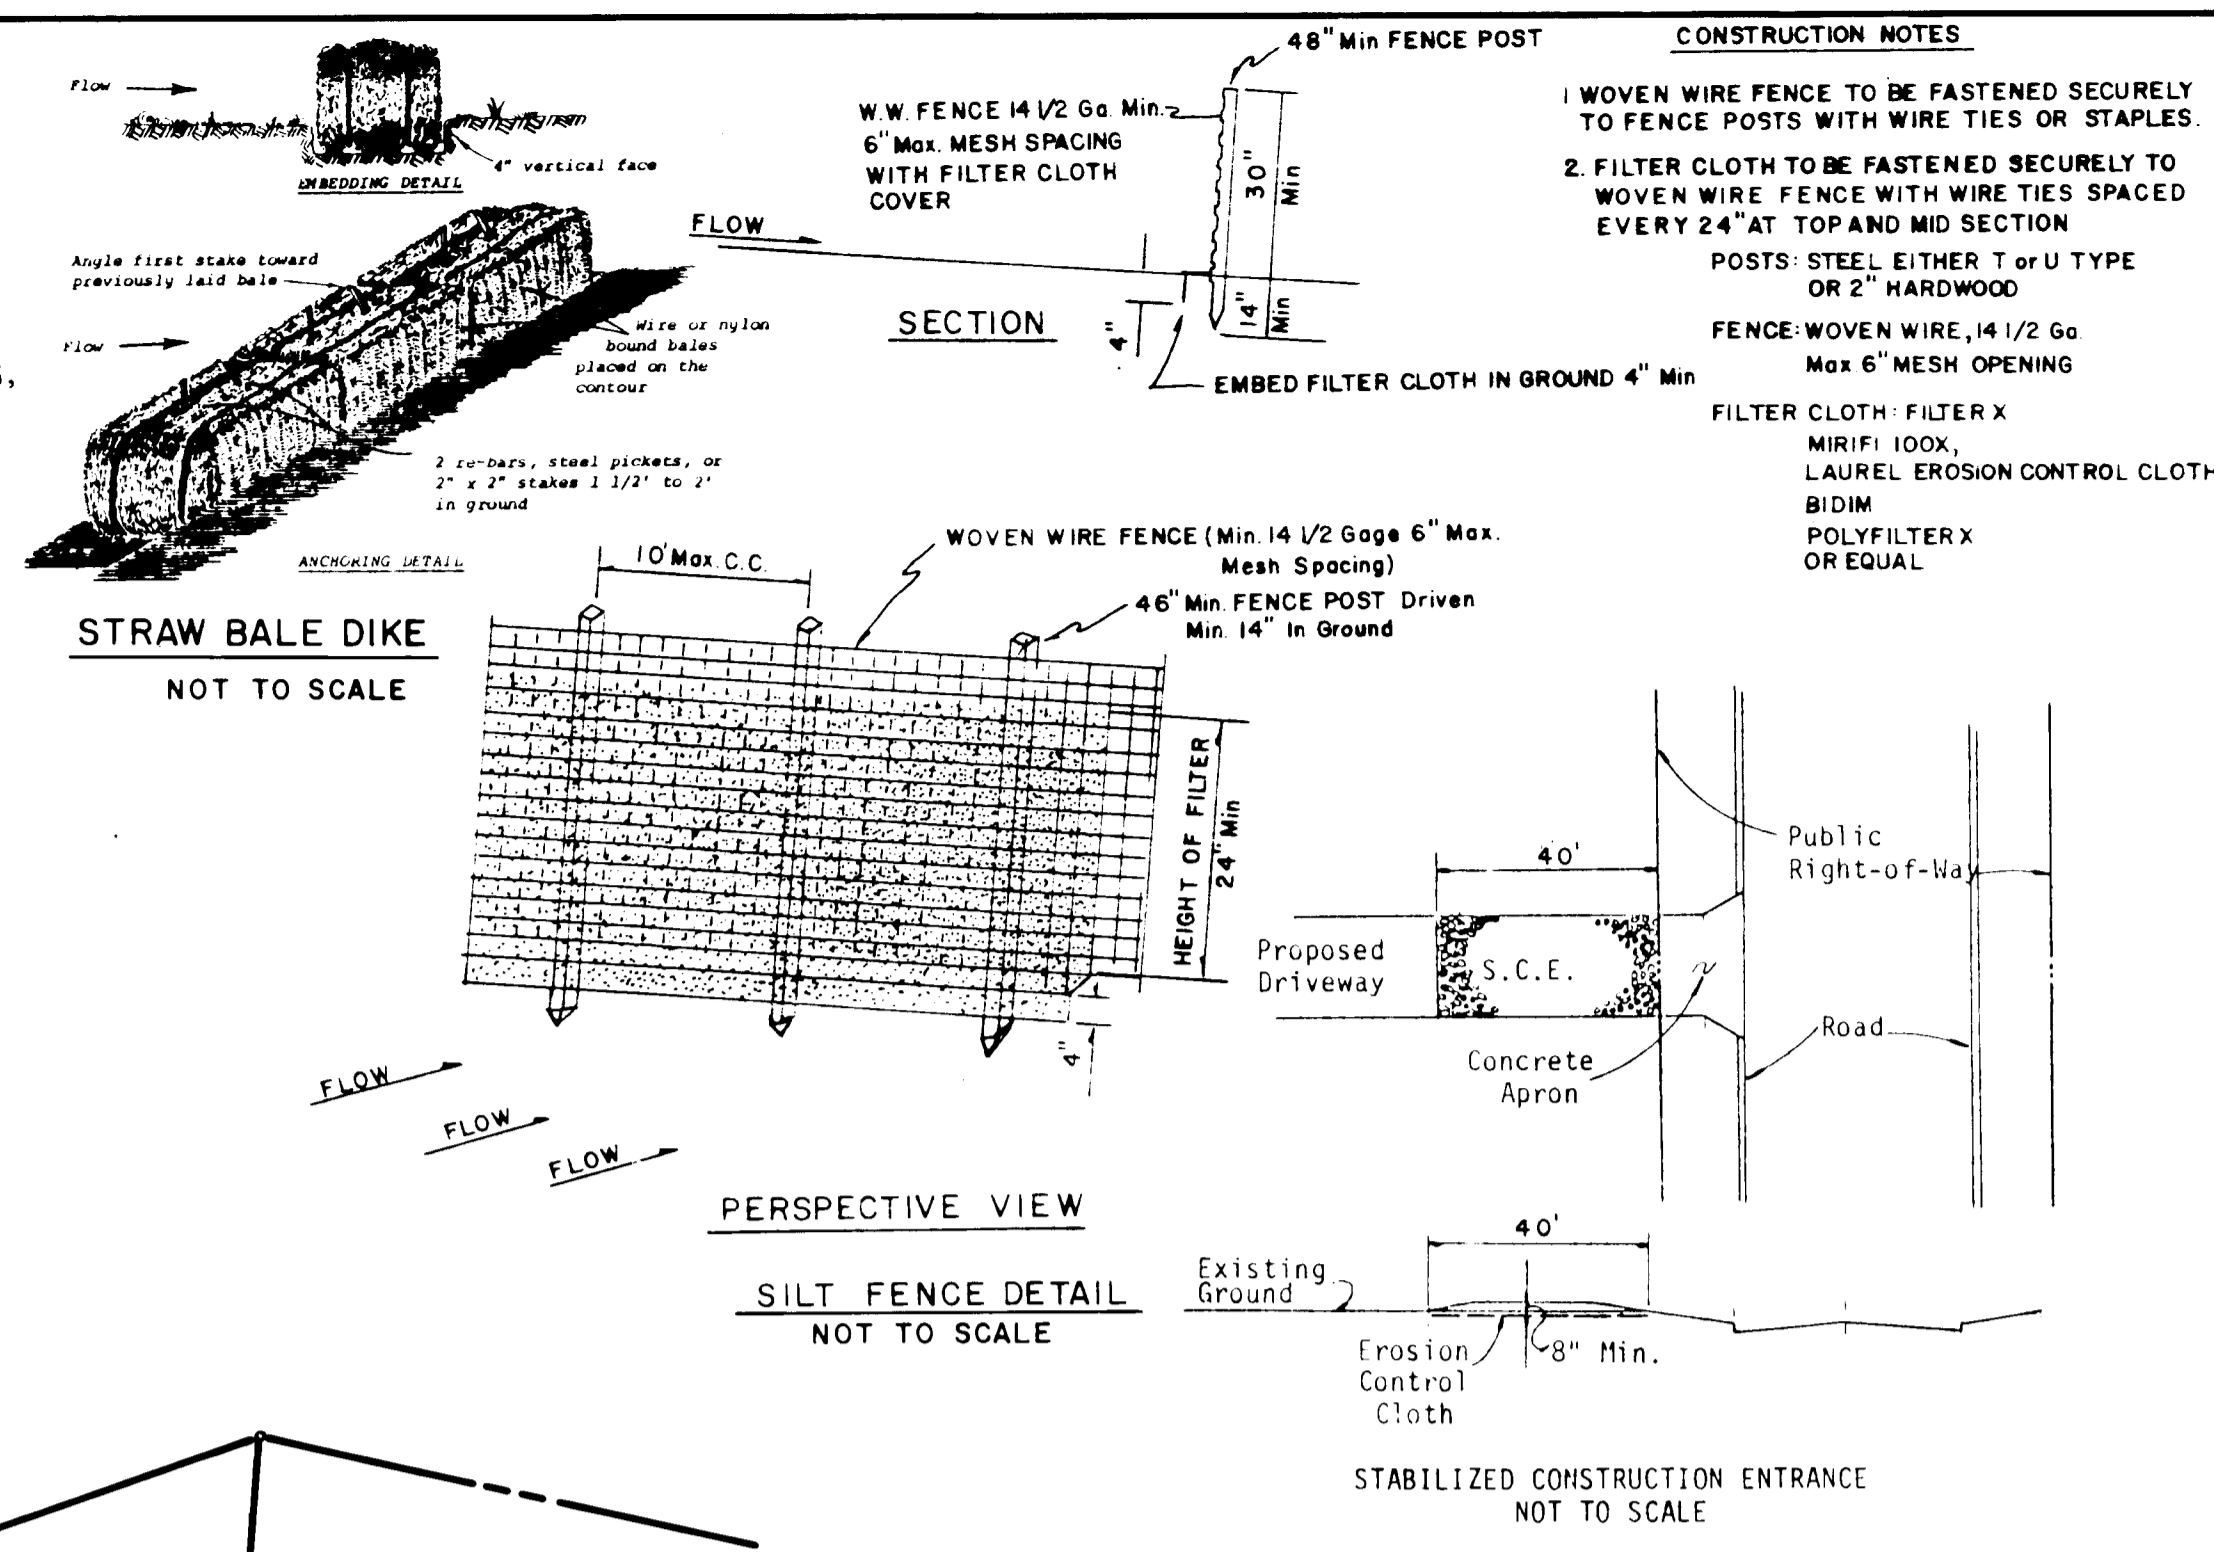 Flow
4" vertical face
EMBEDDING DETAIL
Angle first stake toward
previously laid bale
Flow
Wire or nylon
bound bales
placed on the
contour
2 re-bars, steel pickets, or
2" x 2" stakes 1 1/2' to 2'
in ground
ANCHORING DETAIL
STRAW BALE DIKE
NOT TO SCALE
48" Min FENCE POST
W.W. FENCE 14 1/2 Ga. Min.
6" Max. MESH SPACING
WITH FILTER CLOTH
COVER
FLOW
30"
Min
14"
Min
4"
SECTION
EMBED FILTER CLOTH IN GROUND 4" Min
CONSTRUCTION NOTES
1 WOVEN WIRE FENCE TO BE FASTENED SECURELY
TO FENCE POSTS WITH WIRE TIES OR STAPLES.
2. FILTER CLOTH TO BE FASTENED SECURELY TO
WOVEN WIRE FENCE WITH WIRE TIES SPACED
EVERY 24" AT TOP AND MID SECTION
POSTS: STEEL EITHER T or U TYPE
OR 2" HARDWOOD
FENCE: WOVEN WIRE, 14 1/2 Ga.
Max 6" MESH OPENING
FILTER CLOTH: FILTER X
MIRIFI 100X,
LAUREL EROSION CONTROL CLOTH
BIDIM
POLYFILTER X
OR EQUAL
10' Max. C.C.
WOVEN WIRE FENCE (Min. 14 1/2 Gage 6" Max.
Mesh Spacing)
46" Min. FENCE POST Driven
Min. 14" In Ground
HEIGHT OF FILTER
24" Min
4"
FLOW
FLOW
FLOW
PERSPECTIVE VIEW
SILT FENCE DETAIL
NOT TO SCALE
40'
Public
Right-of-Way
Proposed
Driveway
S.C.E.
Concrete
Apron
Road
40'
Existing
Ground
Erosion
Control
Cloth
8" Min.
STABILIZED CONSTRUCTION ENTRANCE
NOT TO SCALE